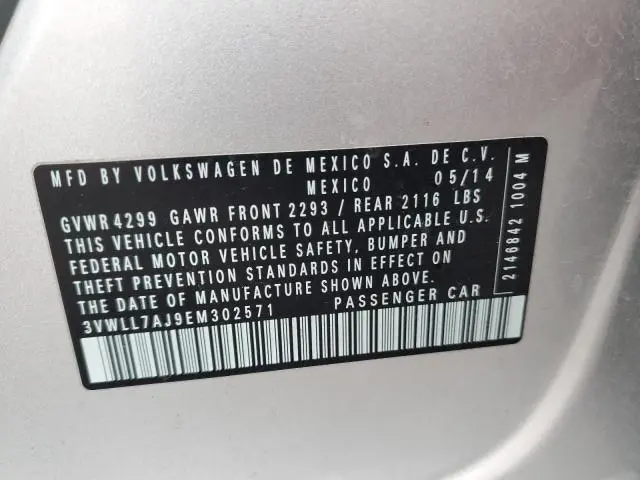 MFD BY VOLKSWAGEN DE MEXICO S.A. DE C.V.
MEXICO 05/14
GVWR 4299 GAWR FRONT 2293 / REAR 2116 LBS
THIS VEHICLE CONFORMS TO ALL APPLICABLE U.S.
FEDERAL MOTOR VEHICLE SAFETY, BUMPER AND
THEFT PREVENTION STANDARDS IN EFFECT ON
THE DATE OF MANUFACTURE SHOWN ABOVE.
3VWLL7AJ9EM302571 PASSENGER CAR
2146842 1004 M